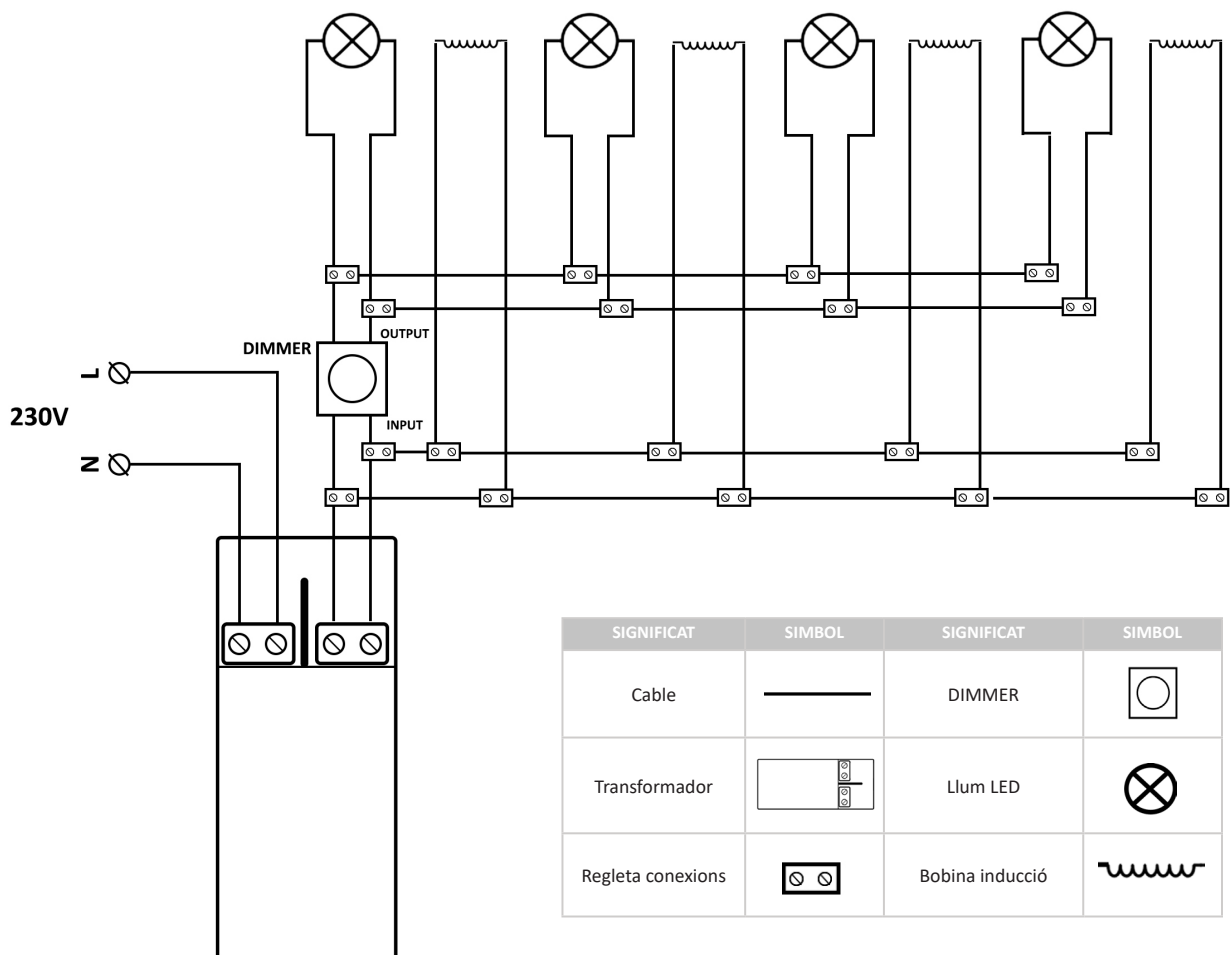 OUTPUT
DIMMER
L
230V
INPUT
N
SIGNIFICAT SIMBOL SIGNIFICAT SIMBOL
Cable DIMMER
Transformador Llum LED
Regleta conexions Bobina inducció